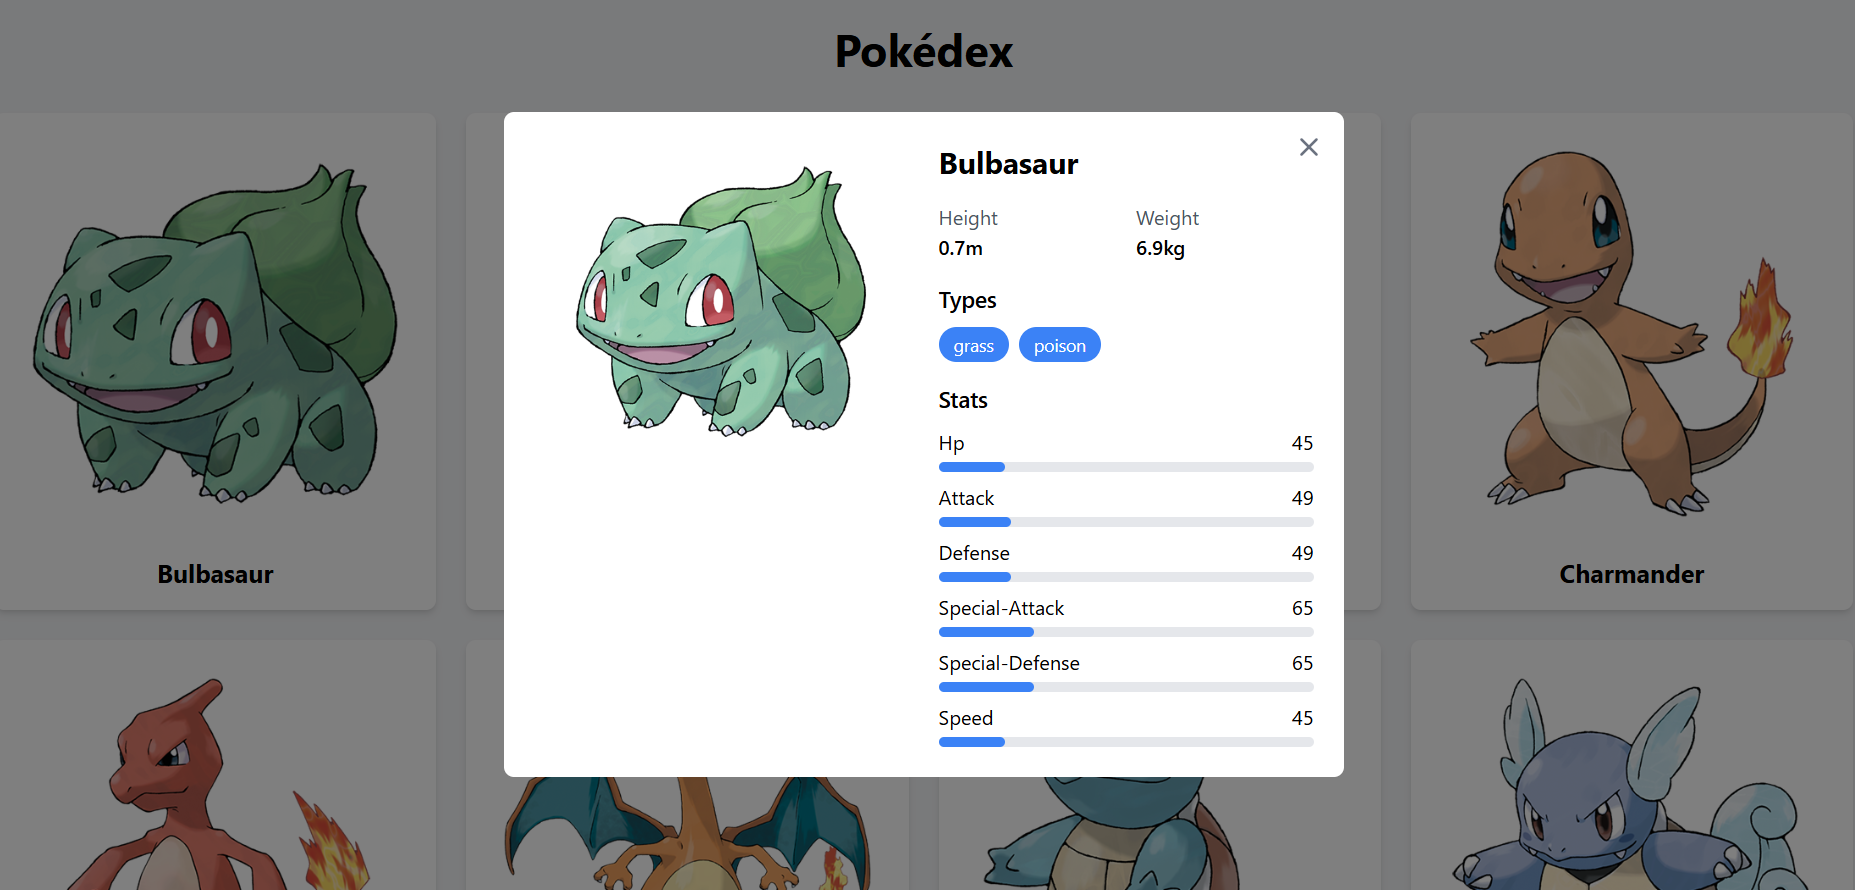 Pokédex
Bulbasaur
Height Weight
0.7m 6.9kg
Types
grass poison
Stats
Hp 45
Attack 49
Defense 49
Special-Attack 65
Special-Defense 65
Speed 45
Bulbasaur
Charmander